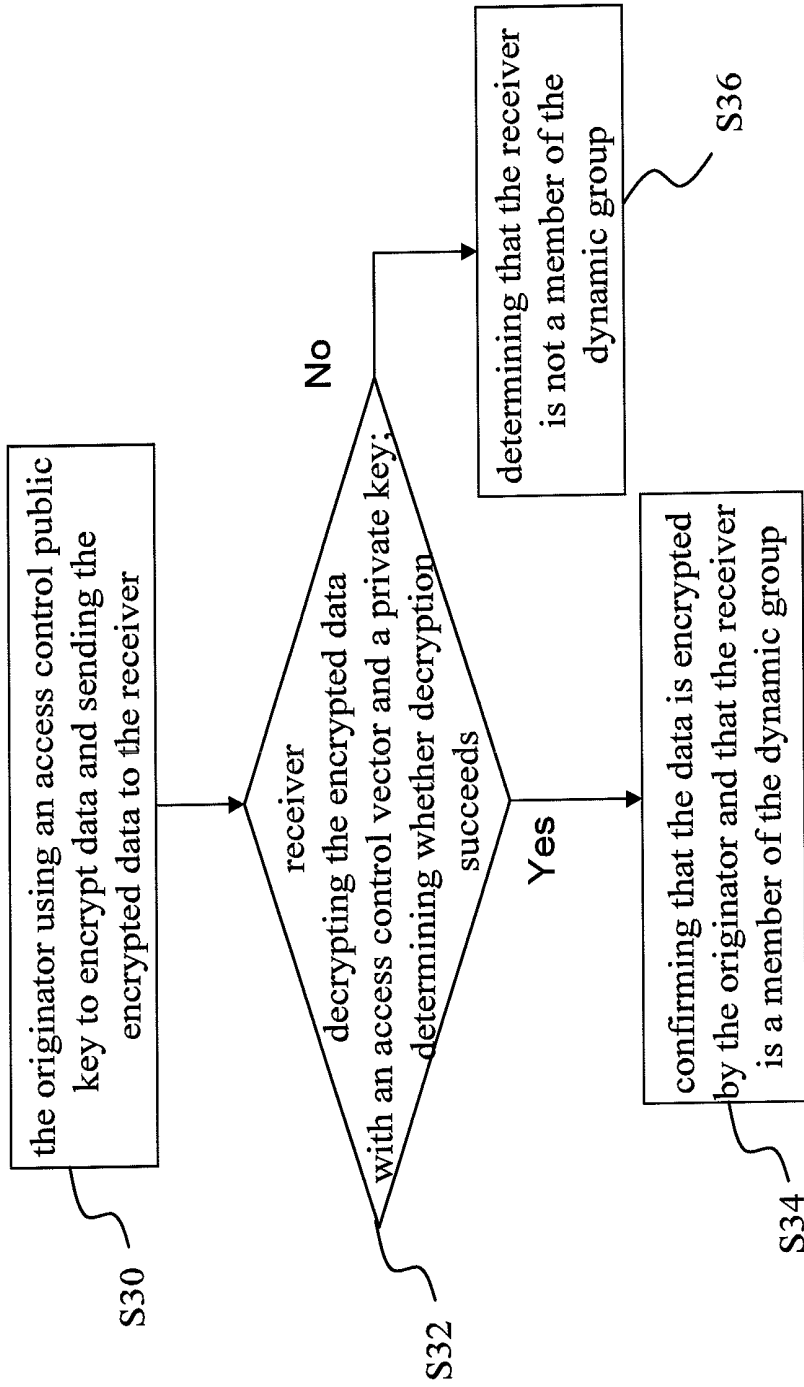 the originator using an access control public
key to encrypt data and sending the
encrypted data to the receiver
S30
receiver
decrypting the encrypted data
with an access control vector and a private key;
determining whether decryption
succeeds
S32
No
Yes
determining that the receiver
is not a member of the
dynamic group
S36
confirming that the data is encrypted
by the originator and that the receiver
is a member of the dynamic group
S34